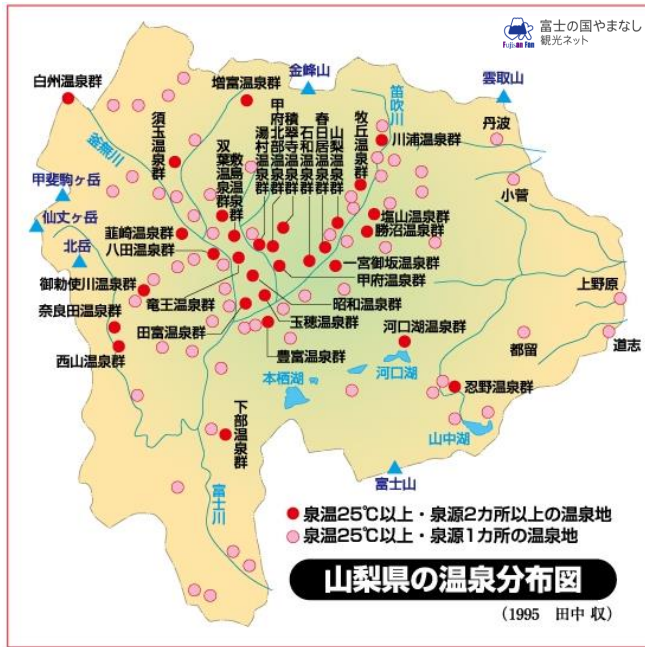 富士の国やまなし
観光ネット
Fujisan Fan
白州温泉群
増富温泉群
金峰山
雲取山
笛吹川
釜無川
須玉温泉群
双葉温泉群
敷島温泉群
湯村温泉群
甲府北部温泉群
積翠寺温泉群
石和温泉群
春日居温泉群
山梨温泉群
牧丘温泉群
川浦温泉群
丹波
小菅
甲斐駒ヶ岳
仙丈ヶ岳
北岳
韮崎温泉群
八田温泉群
塩山温泉群
勝沼温泉群
一宮御坂温泉群
甲府温泉群
御勅使川温泉群
奈良田温泉群
竜王温泉群
昭和温泉群
田富温泉群
玉穂温泉群
西山温泉群
豊富温泉群
河口湖温泉群
上野原
都留
道志
本栖湖
河口湖
忍野温泉群
下部温泉群
山中湖
富士川
富士山
泉温25℃以上・泉源2カ所以上の温泉地
泉温25℃以上・泉源1カ所の温泉地
山梨県の温泉分布図
(1995 田中 収)